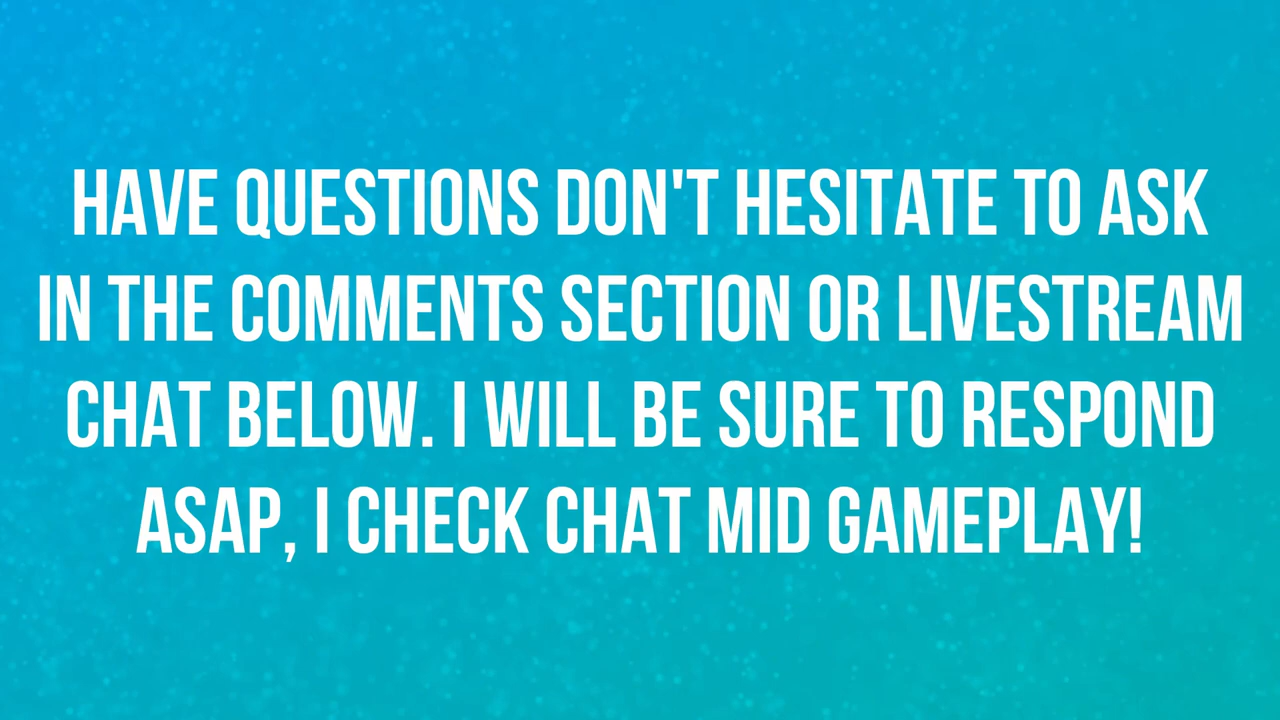 HAVE QUESTIONS DON'T HESITATE TO ASK
IN THE COMMENTS SECTION OR LIVESTREAM
CHAT BELOW. I WILL BE SURE TO RESPOND
ASAP, I CHECK CHAT MID GAMEPLAY!